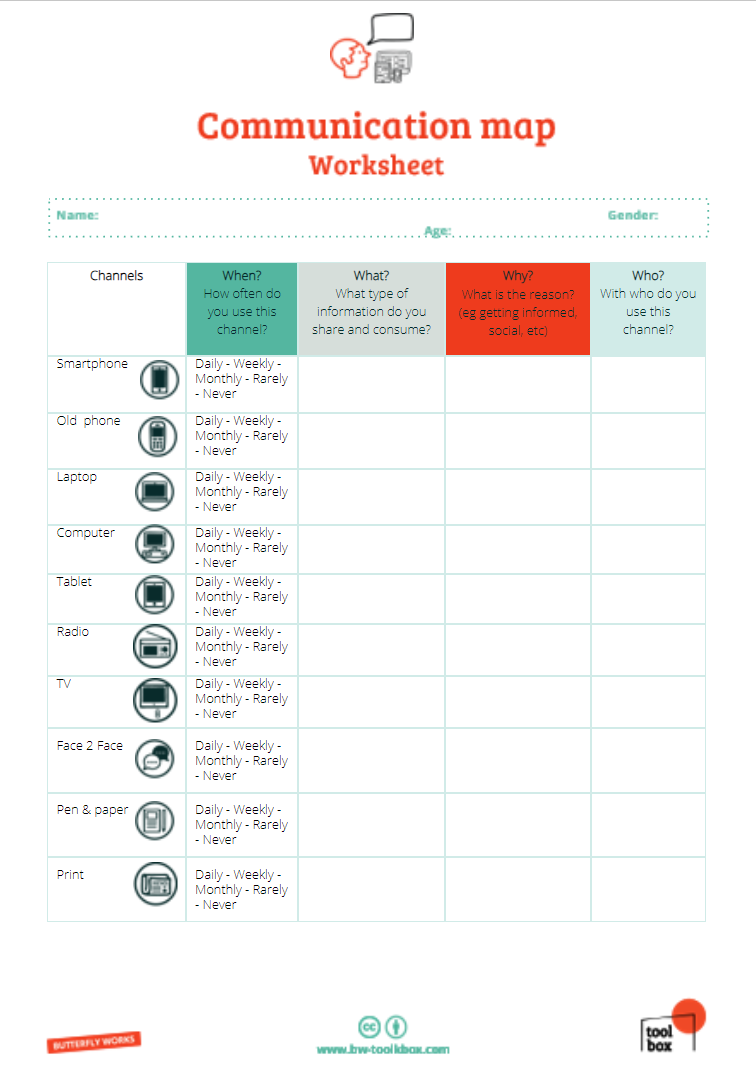 Communication map
Worksheet
Name:
Gender:
Age:
Channels
When?
How often do
you use this
channel?
What?
What type of
information do you
share and consume?
Why?
What is the reason?
(eg getting informed,
social, etc)
Who?
With who do you
use this
channel?
Smartphone
Daily - Weekly -
Monthly - Rarely
- Never
Old phone
Daily - Weekly -
Monthly - Rarely
- Never
Laptop
Daily - Weekly -
Monthly - Rarely
- Never
Computer
Daily - Weekly -
Monthly - Rarely
- Never
Tablet
Daily - Weekly -
Monthly - Rarely
- Never
Radio
Daily - Weekly -
Monthly - Rarely
- Never
TV
Daily - Weekly -
Monthly - Rarely
- Never
Face 2 Face
Daily - Weekly -
Monthly - Rarely
- Never
Pen & paper
Daily - Weekly -
Monthly - Rarely
- Never
Print
Daily - Weekly -
Monthly - Rarely
- Never
BUTTERFLY WORKS
cc
www.bw-toolkbox.com
tool
box